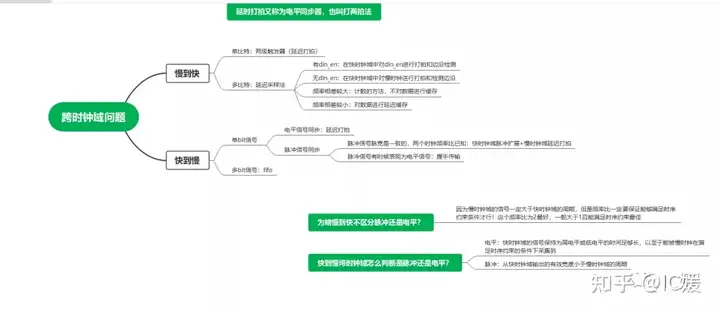 延时打拍又称为电平同步器，也叫打两拍法
跨时钟域问题
慢到快
单比特：两级触发器（延迟打拍）
多比特：延迟采样法
有din_en：在快时钟域中对din_en进行打拍和边沿检测
无din_en：在快时钟域中对慢时钟进行打拍和检测边沿
频率相差较大：计数的方法，不对数据进行缓存
频率相差较小：对数据进行延迟缓存
快到慢
单bit信号
电平信号同步：延迟打拍
脉冲信号同步
脉冲信号脉宽是一致的，两个时钟频率比已知：快时钟域脉冲扩宽+慢时钟域延迟打拍
脉冲信号有时候表现为电平信号：握手传输
多bit信号：fifo
为啥慢到快不区分脉冲还是电平？
因为慢时钟域的信号一定大于快时钟域的周期，但是频率比一定要保证能够满足时序
约束条件才行！这个频率比为2最好，一般大于1且能满足时序约束最佳
快到慢跨时钟域怎么判断是脉冲还是电平？
电平：快时钟域的信号保持为高电平或低电平的时间足够长，以至于能被慢时钟在满
足时序约束的条件下采集到
脉冲：从快时钟域输出的有效宽度小于慢时钟域的周期
知乎 @IC媛